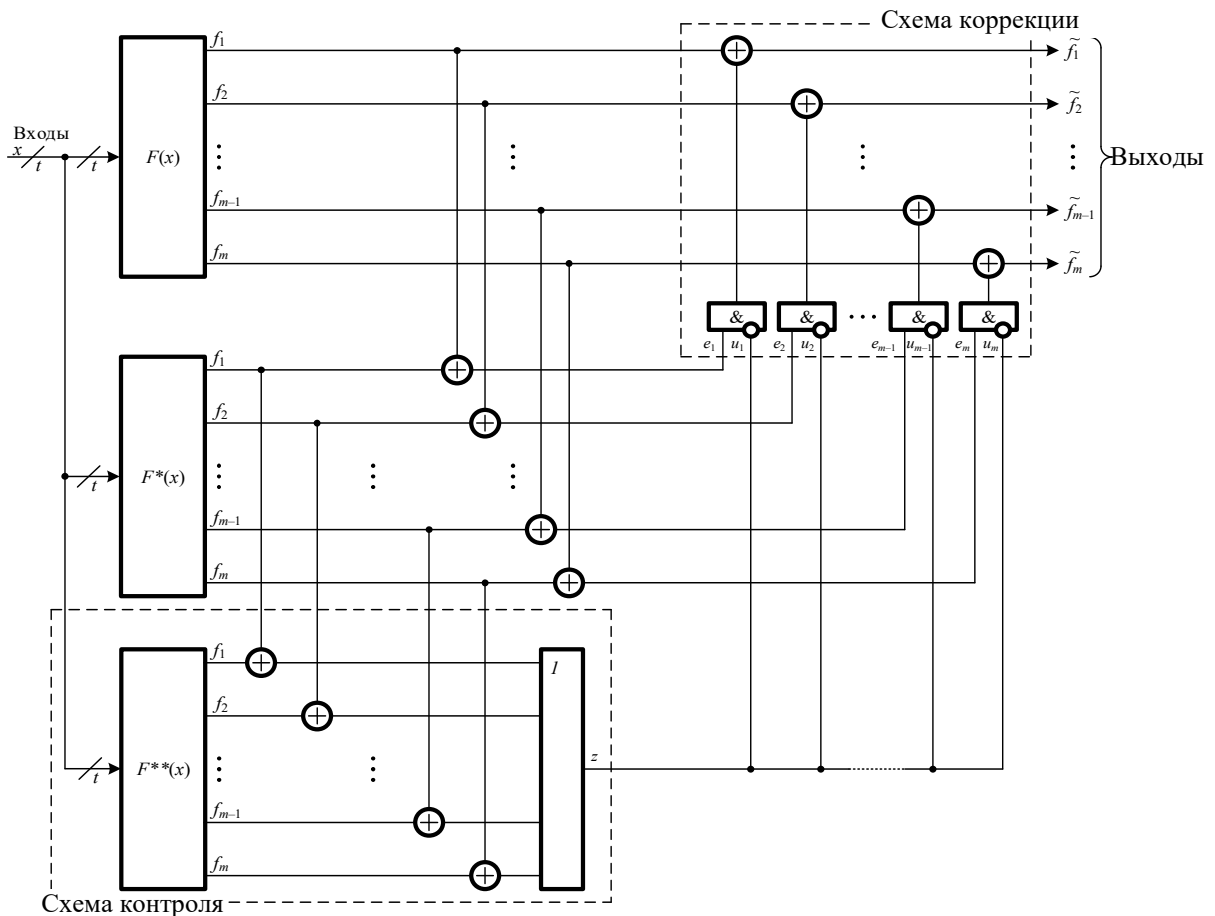 Схема коррекции
f₁ f̃₁
f₂ f̃₂
Входы
x t t F(x) Выходы
fₘ₋₁ f̃ₘ₋₁
fₘ f̃ₘ
& & & &
e₁ u₁ e₂ u₂ eₘ₋₁ uₘ₋₁ eₘ uₘ
f₁
f₂
t F*(x)
fₘ₋₁
fₘ
f₁ 1
f₂
z
t F**(x)
fₘ₋₁
fₘ
Схема контроля